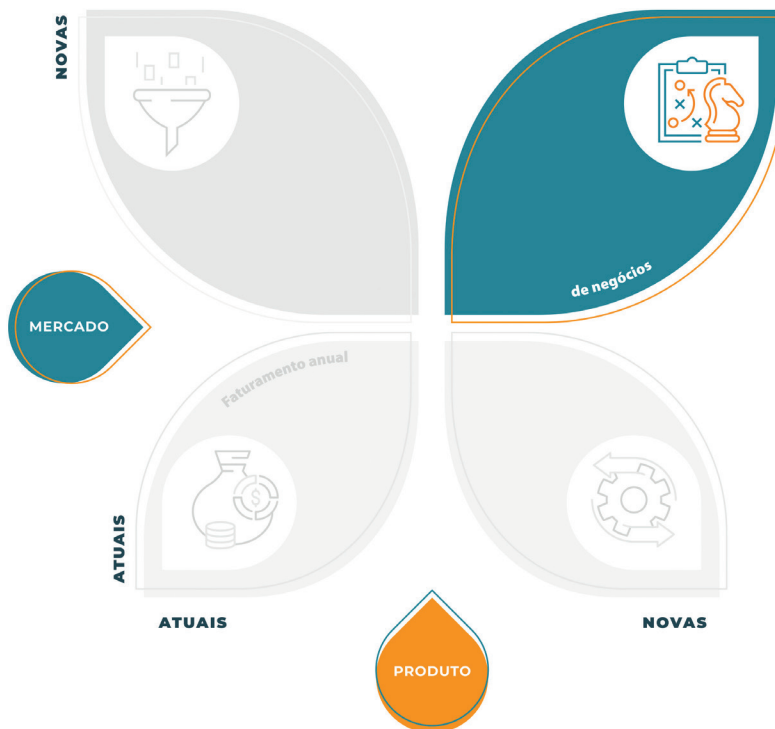 NOVAS
de negócios
MERCADO
Faturamento anual
$
ATUAIS
ATUAIS
NOVAS
PRODUTO